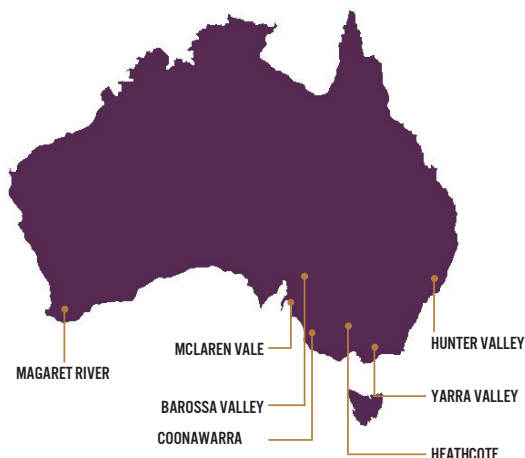 HUNTER VALLEY
MCLAREN VALE
MAGARET RIVER
YARRA VALLEY
BAROSSA VALLEY
COONAWARRA
HEATHCOTE